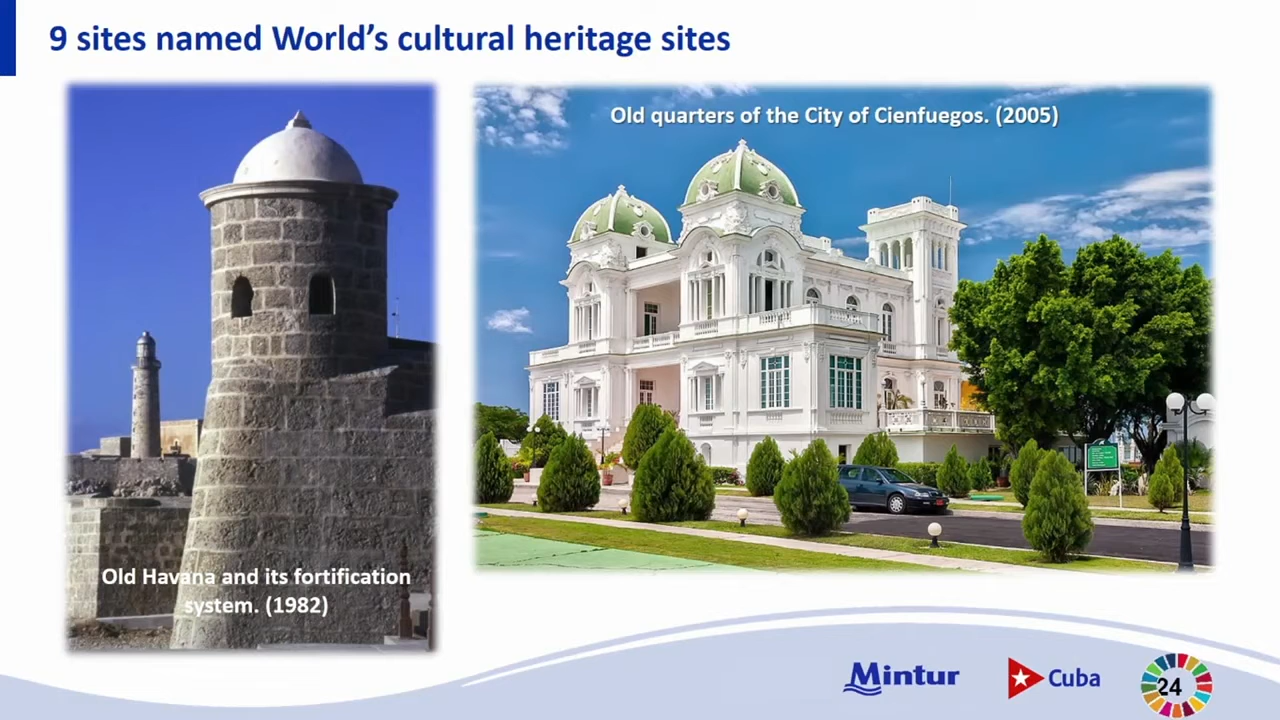 9 sites named World's cultural heritage sites
Old quarters of the City of Cienfuegos. (2005)
Old Havana and its fortification
system. (1982)
Mintur
Cuba
24